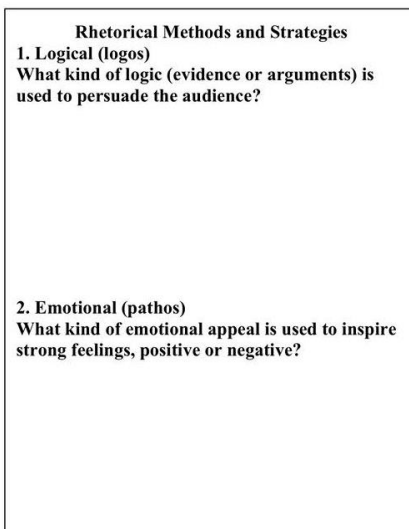 Rhetorical Methods and Strategies
1. Logical (logos)
What kind of logic (evidence or arguments) is
used to persuade the audience?
2. Emotional (pathos)
What kind of emotional appeal is used to inspire
strong feelings, positive or negative?